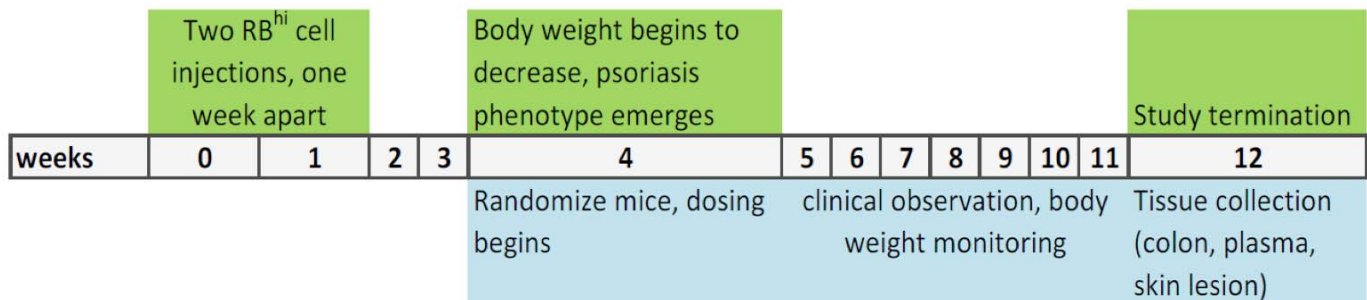 Two RB^hi cell
injections, one
week apart
Body weight begins to
decrease, psoriasis
phenotype emerges
Study termination
weeks 0 1 2 3 4 5 6 7 8 9 10 11 12
Randomize mice, dosing
begins
clinical observation, body
weight monitoring
Tissue collection
(colon, plasma,
skin lesion)